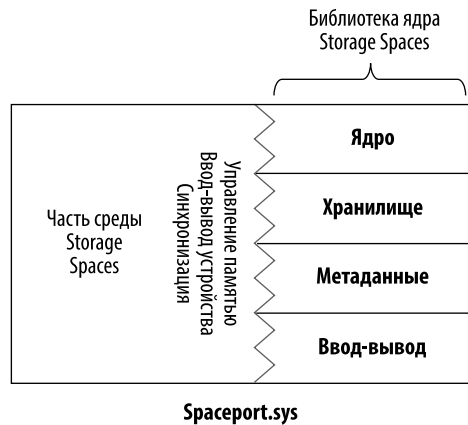 Библиотека ядра
Storage Spaces
Часть среды
Storage
Spaces
Управление памятью
Ввод-вывод устройства
Синхронизация
Ядро
Хранилище
Метаданные
Ввод-вывод
Spaceport.sys